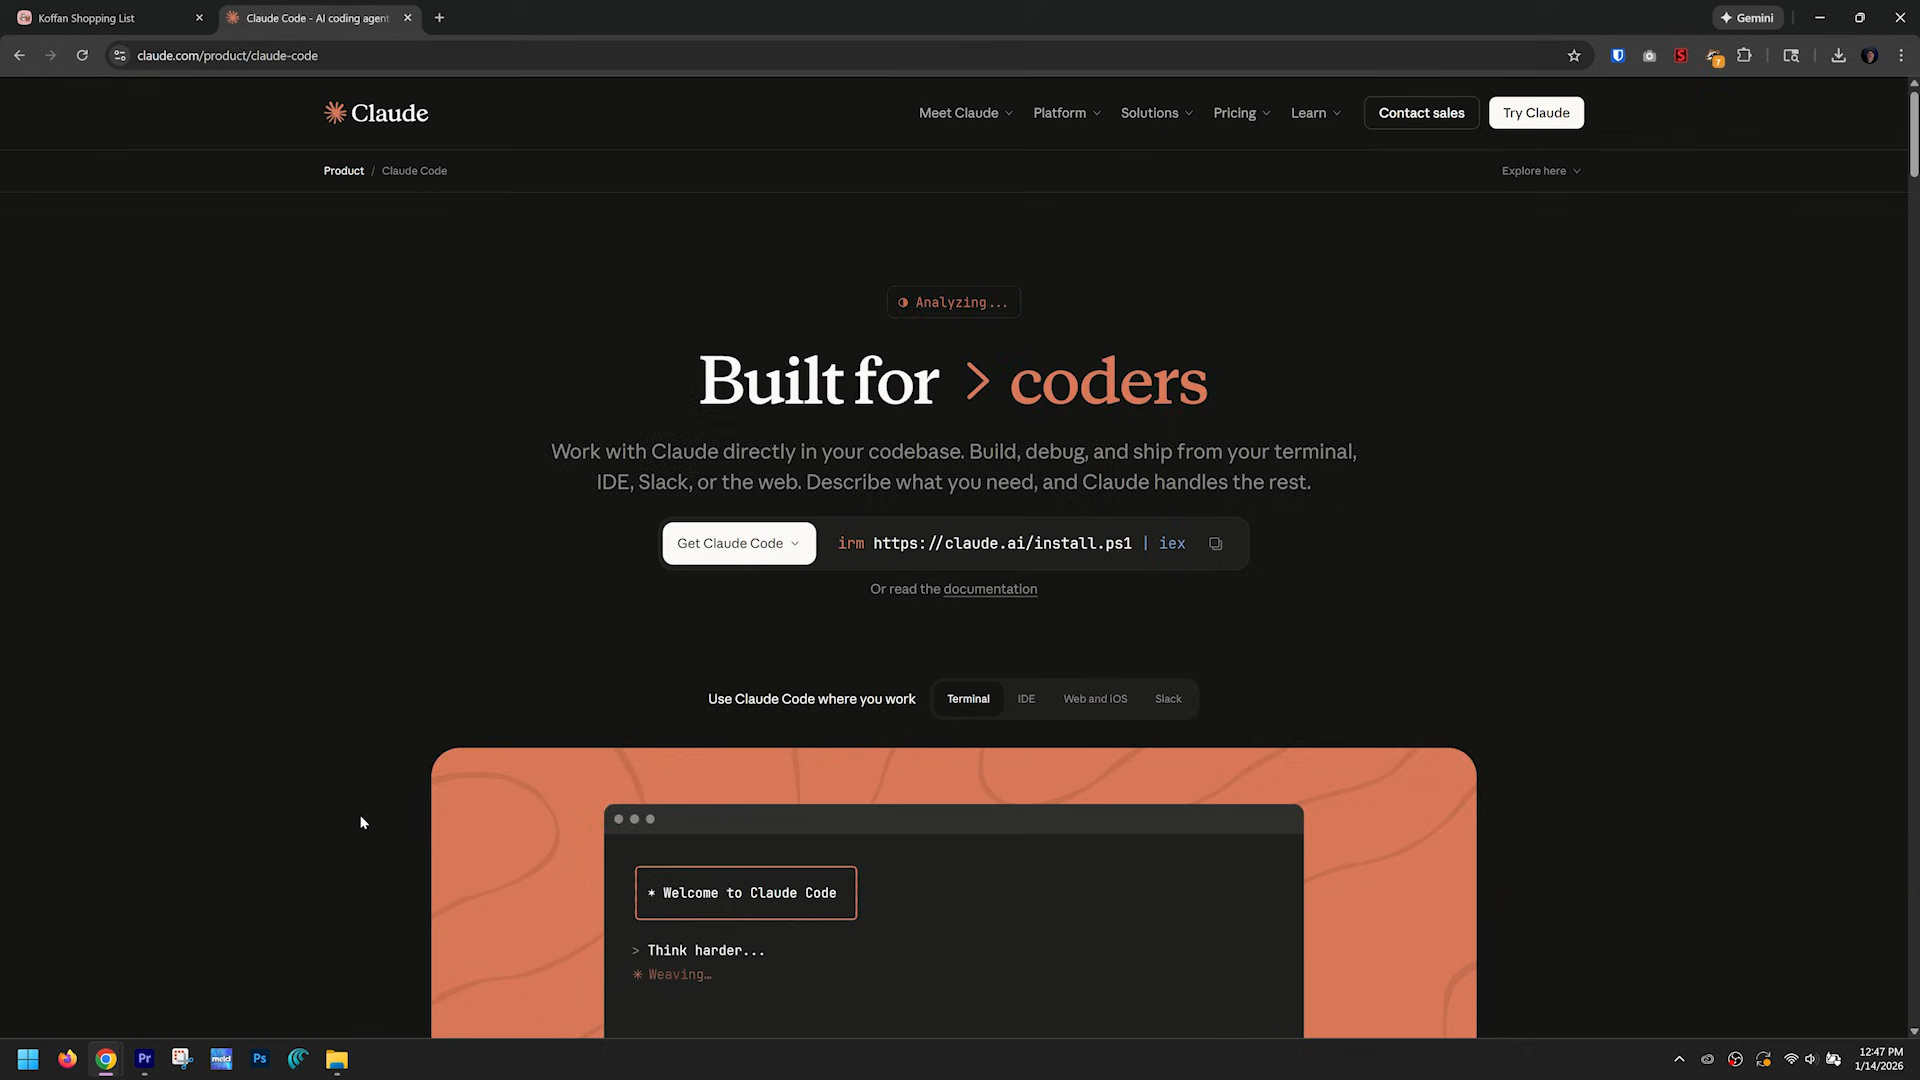 Koffan Shopping List
Claude Code - AI coding agent
Gemini
claude.com/product/claude-code
S
7
Claude
Meet Claude
Platform
Solutions
Pricing
Learn
Contact sales
Try Claude
Product / Claude Code
Explore here
Analyzing...
Built for > coders
Work with Claude directly in your codebase. Build, debug, and ship from your terminal,
IDE, Slack, or the web. Describe what you need, and Claude handles the rest.
Get Claude Code
irm https://claude.ai/install.ps1 | iex
Or read the documentation
Use Claude Code where you work
Terminal
IDE
Web and iOS
Slack
* Welcome to Claude Code
> Think harder...
* Weaving…
Pr
meld
Ps
12:47 PM
1/14/2026